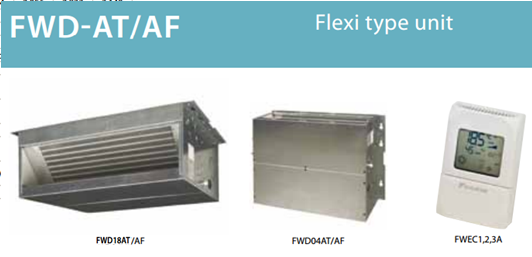 FWD-AT/AF
Flexi type unit
FWD18AT/AF
FWD04AT/AF
FWEC1,2,3A